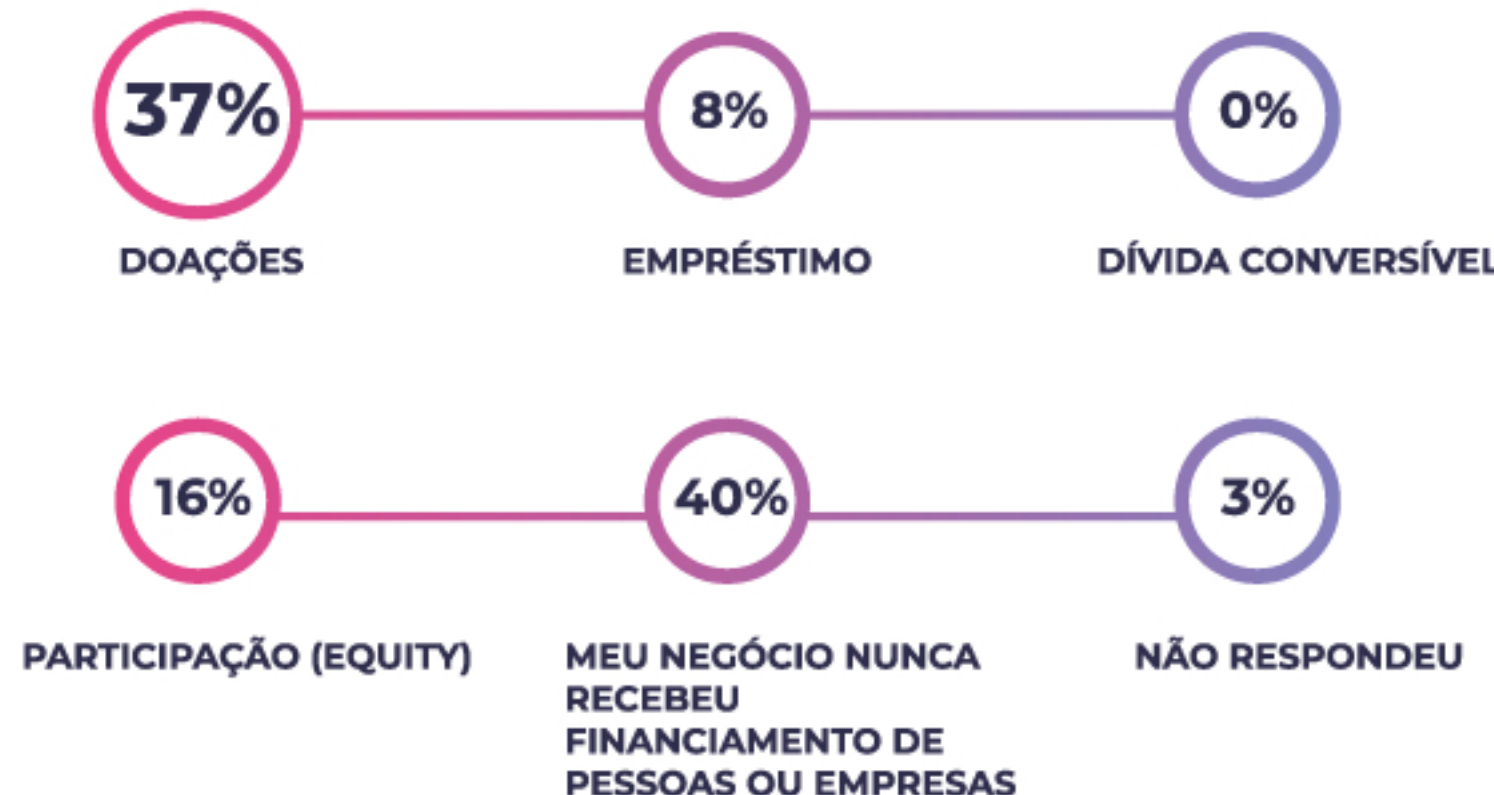 37%
8%
0%
DOAÇÕES
EMPRÉSTIMO
DÍVIDA CONVERSÍVEL
16%
40%
3%
PARTICIPAÇÃO (EQUITY)
MEU NEGÓCIO NUNCA
RECEBEU
FINANCIAMENTO DE
PESSOAS OU EMPRESAS
NÃO RESPONDEU